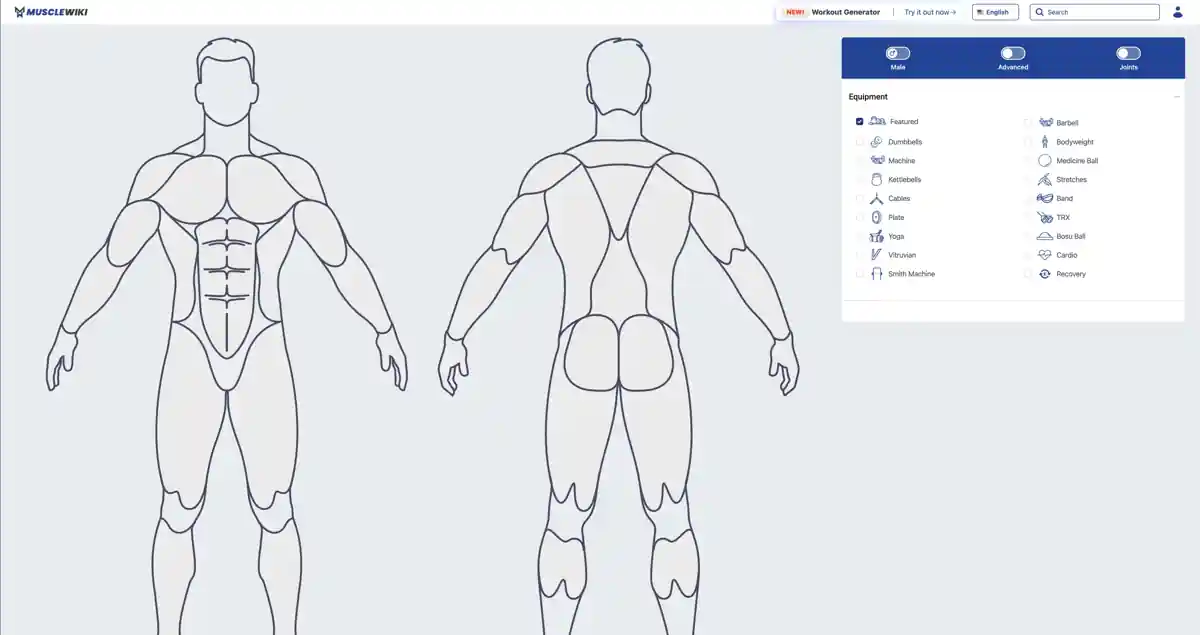 MUSCLEWIKI
NEW! Workout Generator Try it out now→ English Search
Male Advanced Joints
Equipment
Featured Barbell
Dumbbells Bodyweight
Machine Medicine Ball
Kettlebells Stretches
Cables Band
Plate TRX
Yoga Bosu Ball
Vitruvian Cardio
Smith Machine Recovery